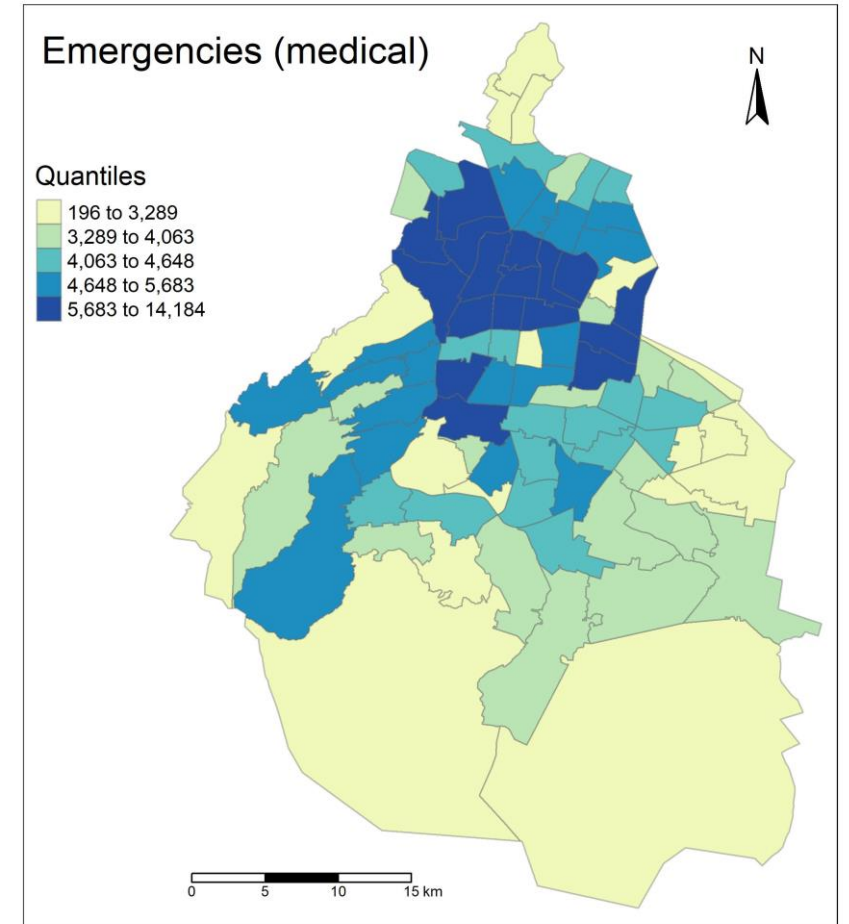 Emergencies (medical)
N
Quantiles
196 to 3,289
3,289 to 4,063
4,063 to 4,648
4,648 to 5,683
5,683 to 14,184
0 5 10 15 km